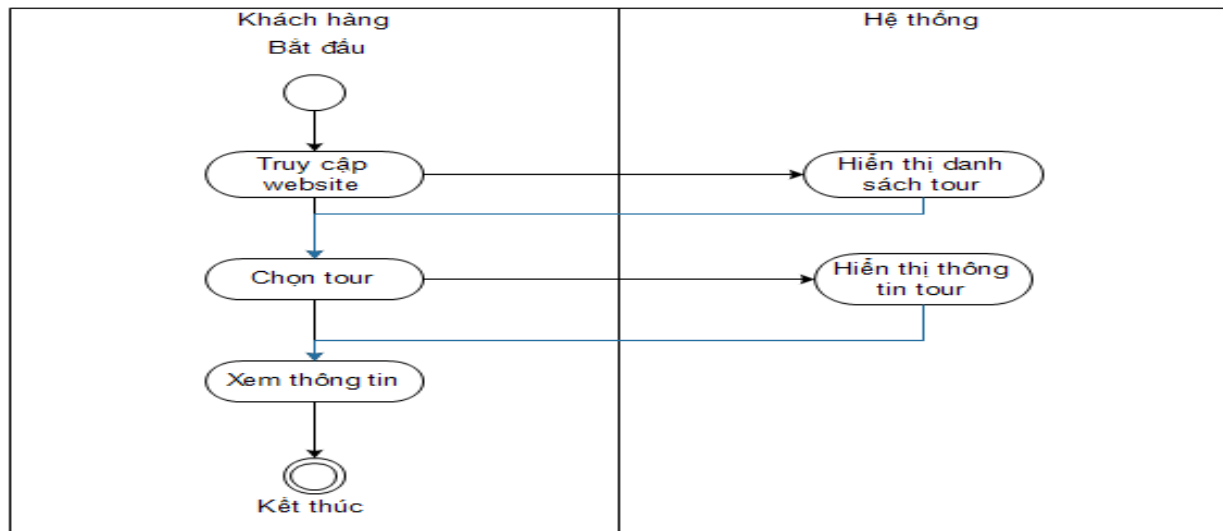 Khách hàng
Hệ thống
Bắt đầu
Truy cập
website
Hiển thị danh
sách tour
Chọn tour
Hiển thị thông
tin tour
Xem thông tin
Kết thúc